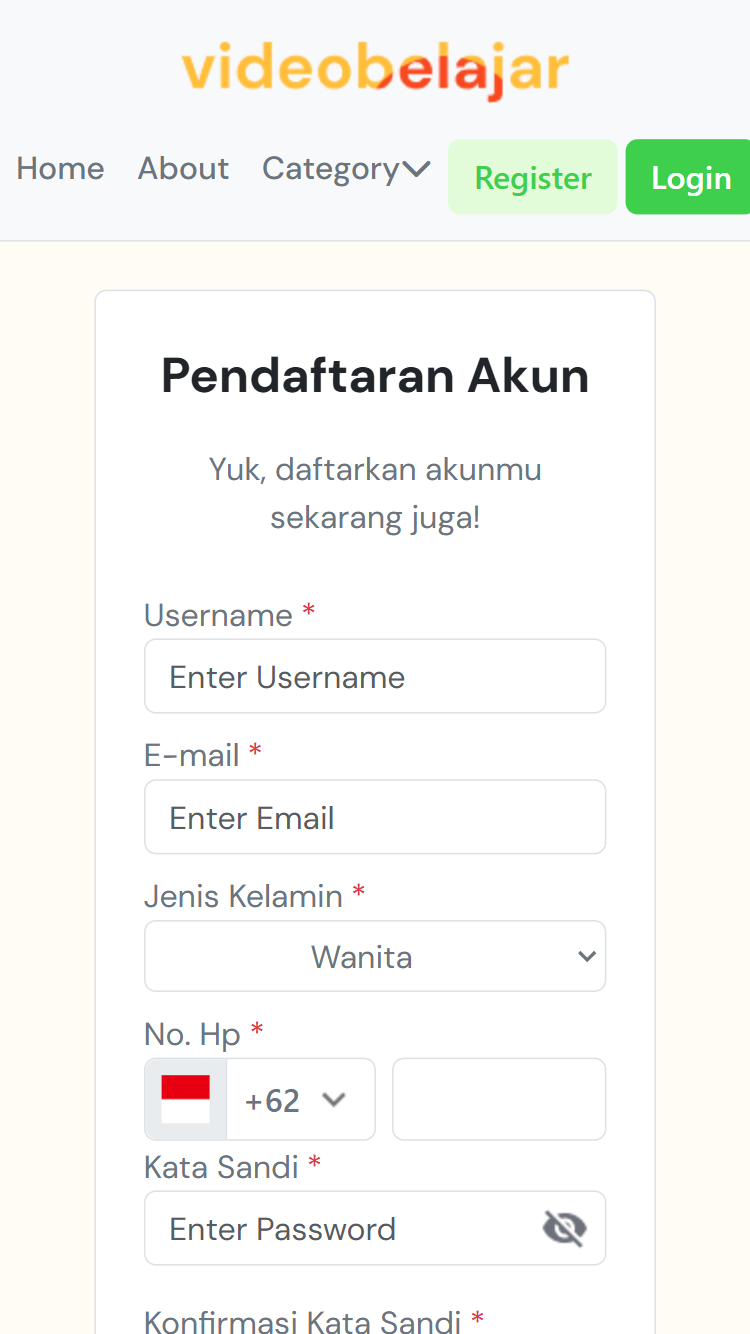 videobelajar
Home About Category Register Login
Pendaftaran Akun
Yuk, daftarkan akunmu
sekarang juga!
Username *
Enter Username
E-mail *
Enter Email
Jenis Kelamin *
Wanita
No. Hp *
+62
Kata Sandi *
Enter Password
Konfirmasi Kata Sandi *